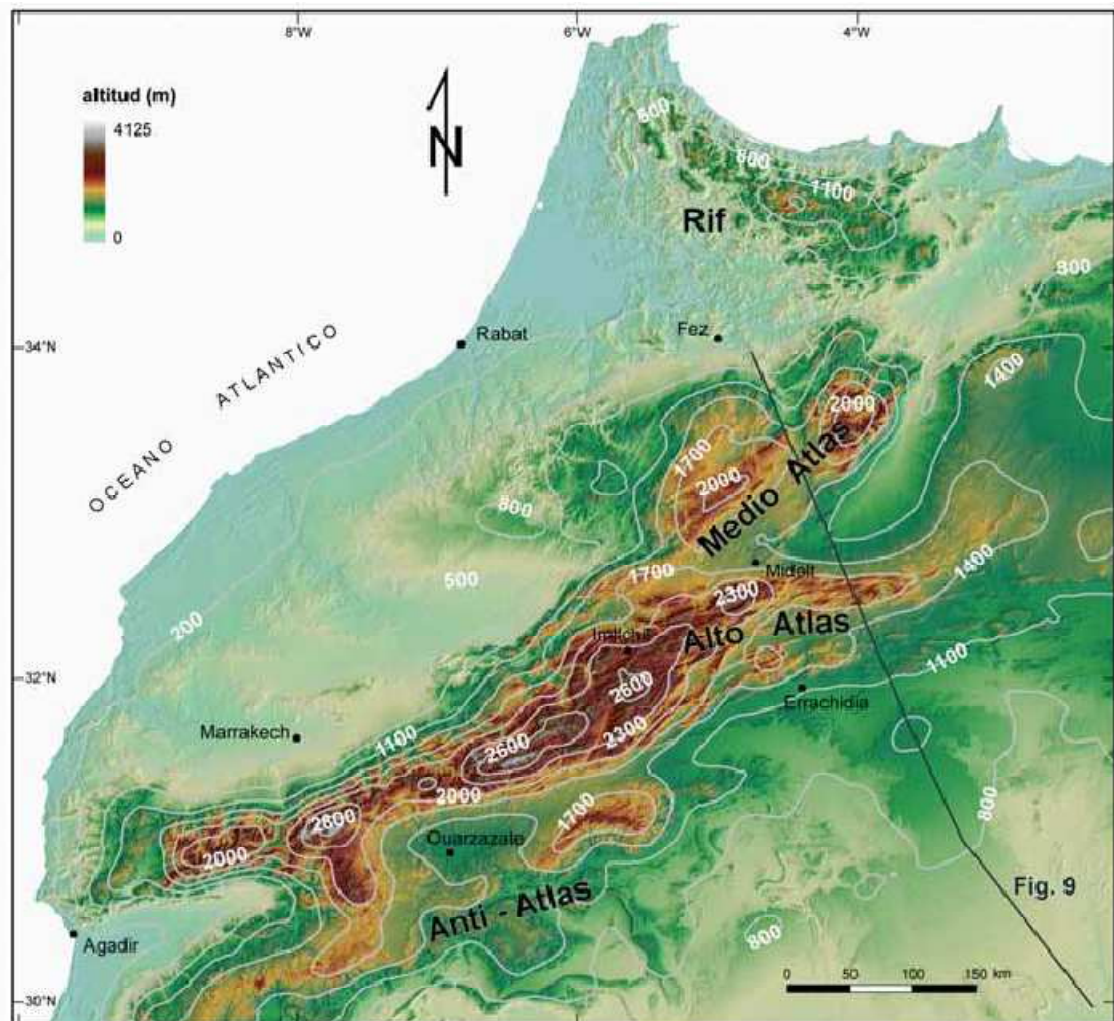 8°W 6°W 4°W
altitud (m)
4125
0
N
800
800
1100
Rif
800
34°N
Rabat
Fez
OCEANO ATLANTICO
1400
2000
1700
2000
Medio Atlas
800
500
1700
Midelt
1400
2300
200
Alto Atlas
Imilchil
32°N
2600
1100
Errachidia
Marrakech
1100
2600
2300
2000
1700
800
2600
2000
Ouarzazate
Anti - Atlas
Fig. 9
800
Agadir
0 50 100 150 km
30°N